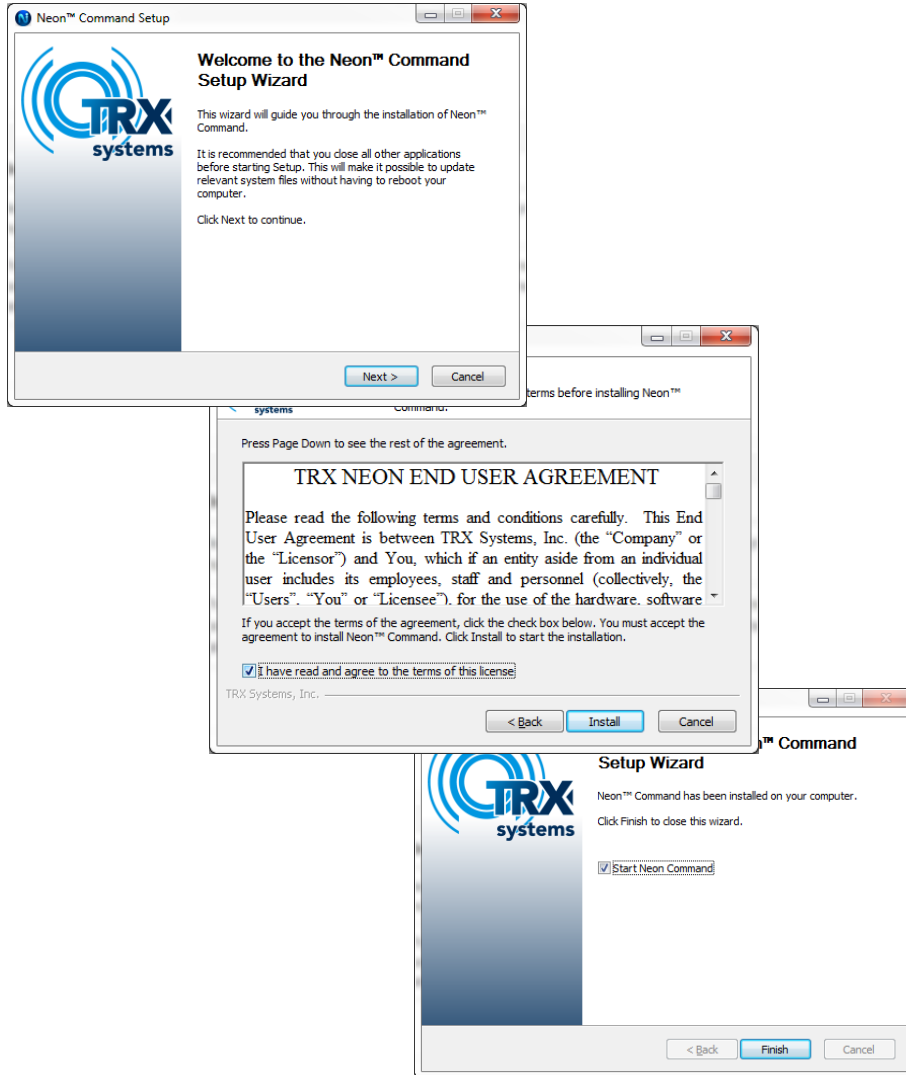 Neon™ Command Setup
TRX
systems
Welcome to the Neon™ Command
Setup Wizard
This wizard will guide you through the installation of Neon™
Command.
It is recommended that you close all other applications
before starting Setup. This will make it possible to update
relevant system files without having to reboot your
computer.
Click Next to continue.
Next >
Cancel
terms before installing Neon™
systems
Command.
Press Page Down to see the rest of the agreement.
TRX NEON END USER AGREEMENT
Please read the following terms and conditions carefully. This End
User Agreement is between TRX Systems, Inc. (the “Company” or
the “Licensor”) and You, which if an entity aside from an individual
user includes its employees, staff and personnel (collectively, the
“Users”, “You” or “Licensee”), for the use of the hardware, software
If you accept the terms of the agreement, click the check box below. You must accept the
agreement to install Neon™ Command. Click Install to start the installation.
I have read and agree to the terms of this license
TRX Systems, Inc.
< Back
Install
Cancel
Command
Setup Wizard
TRX
systems
Neon™ Command has been installed on your computer.
Click Finish to close this wizard.
Start Neon Command
< Back
Finish
Cancel